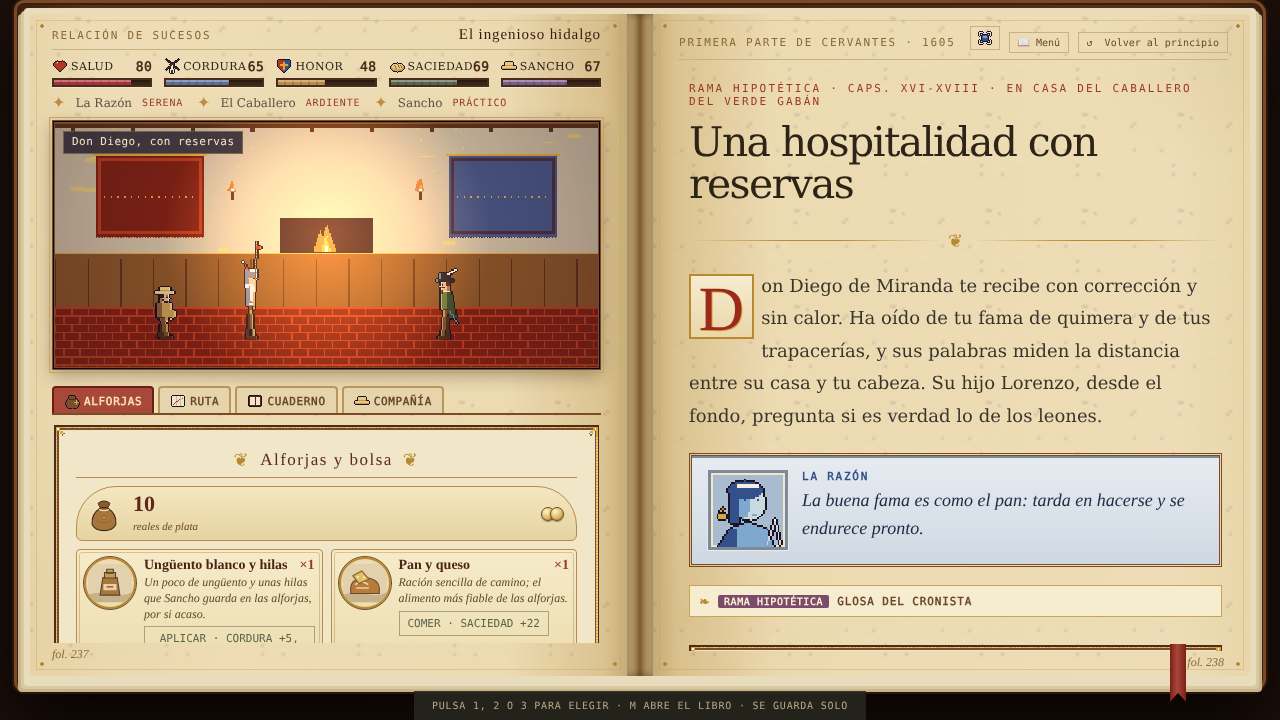 RELACIÓN DE SUCESOS
El ingenioso hidalgo
SALUD 80
CORDURA 65
HONOR 48
SACIEDAD 69
SANCHO 67
La Razón SERENA
El Caballero ARDIENTE
Sancho PRÁCTICO
Don Diego, con reservas
ALFORJAS
RUTA
CUADERNO
COMPAÑÍA
Alforjas y bolsa
10
reales de plata
Ungüento blanco y hilas ×1
Un poco de ungüento y unas hilas
que Sancho guarda en las alforjas,
por si acaso.
APLICAR · CORDURA +5,
Pan y queso ×1
Ración sencilla de camino; el
alimento más fiable de las alforjas.
COMER · SACIEDAD +22
fol. 237
PRIMERA PARTE DE CERVANTES · 1605
Menú
↺ Volver al principio
RAMA HIPOTÉTICA · CAPS. XVI-XVIII · EN CASA DEL CABALLERO
DEL VERDE GABÁN
Una hospitalidad con
reservas
Don Diego de Miranda te recibe con corrección y
sin calor. Ha oído de tu fama de quimera y de tus
trapacerías, y sus palabras miden la distancia
entre su casa y tu cabeza. Su hijo Lorenzo, desde el
fondo, pregunta si es verdad lo de los leones.
LA RAZÓN
La buena fama es como el pan: tarda en hacerse y se
endurece pronto.
RAMA HIPOTÉTICA GLOSA DEL CRONISTA
fol. 238
PULSA 1, 2 O 3 PARA ELEGIR · M ABRE EL LIBRO · SE GUARDA SOLO